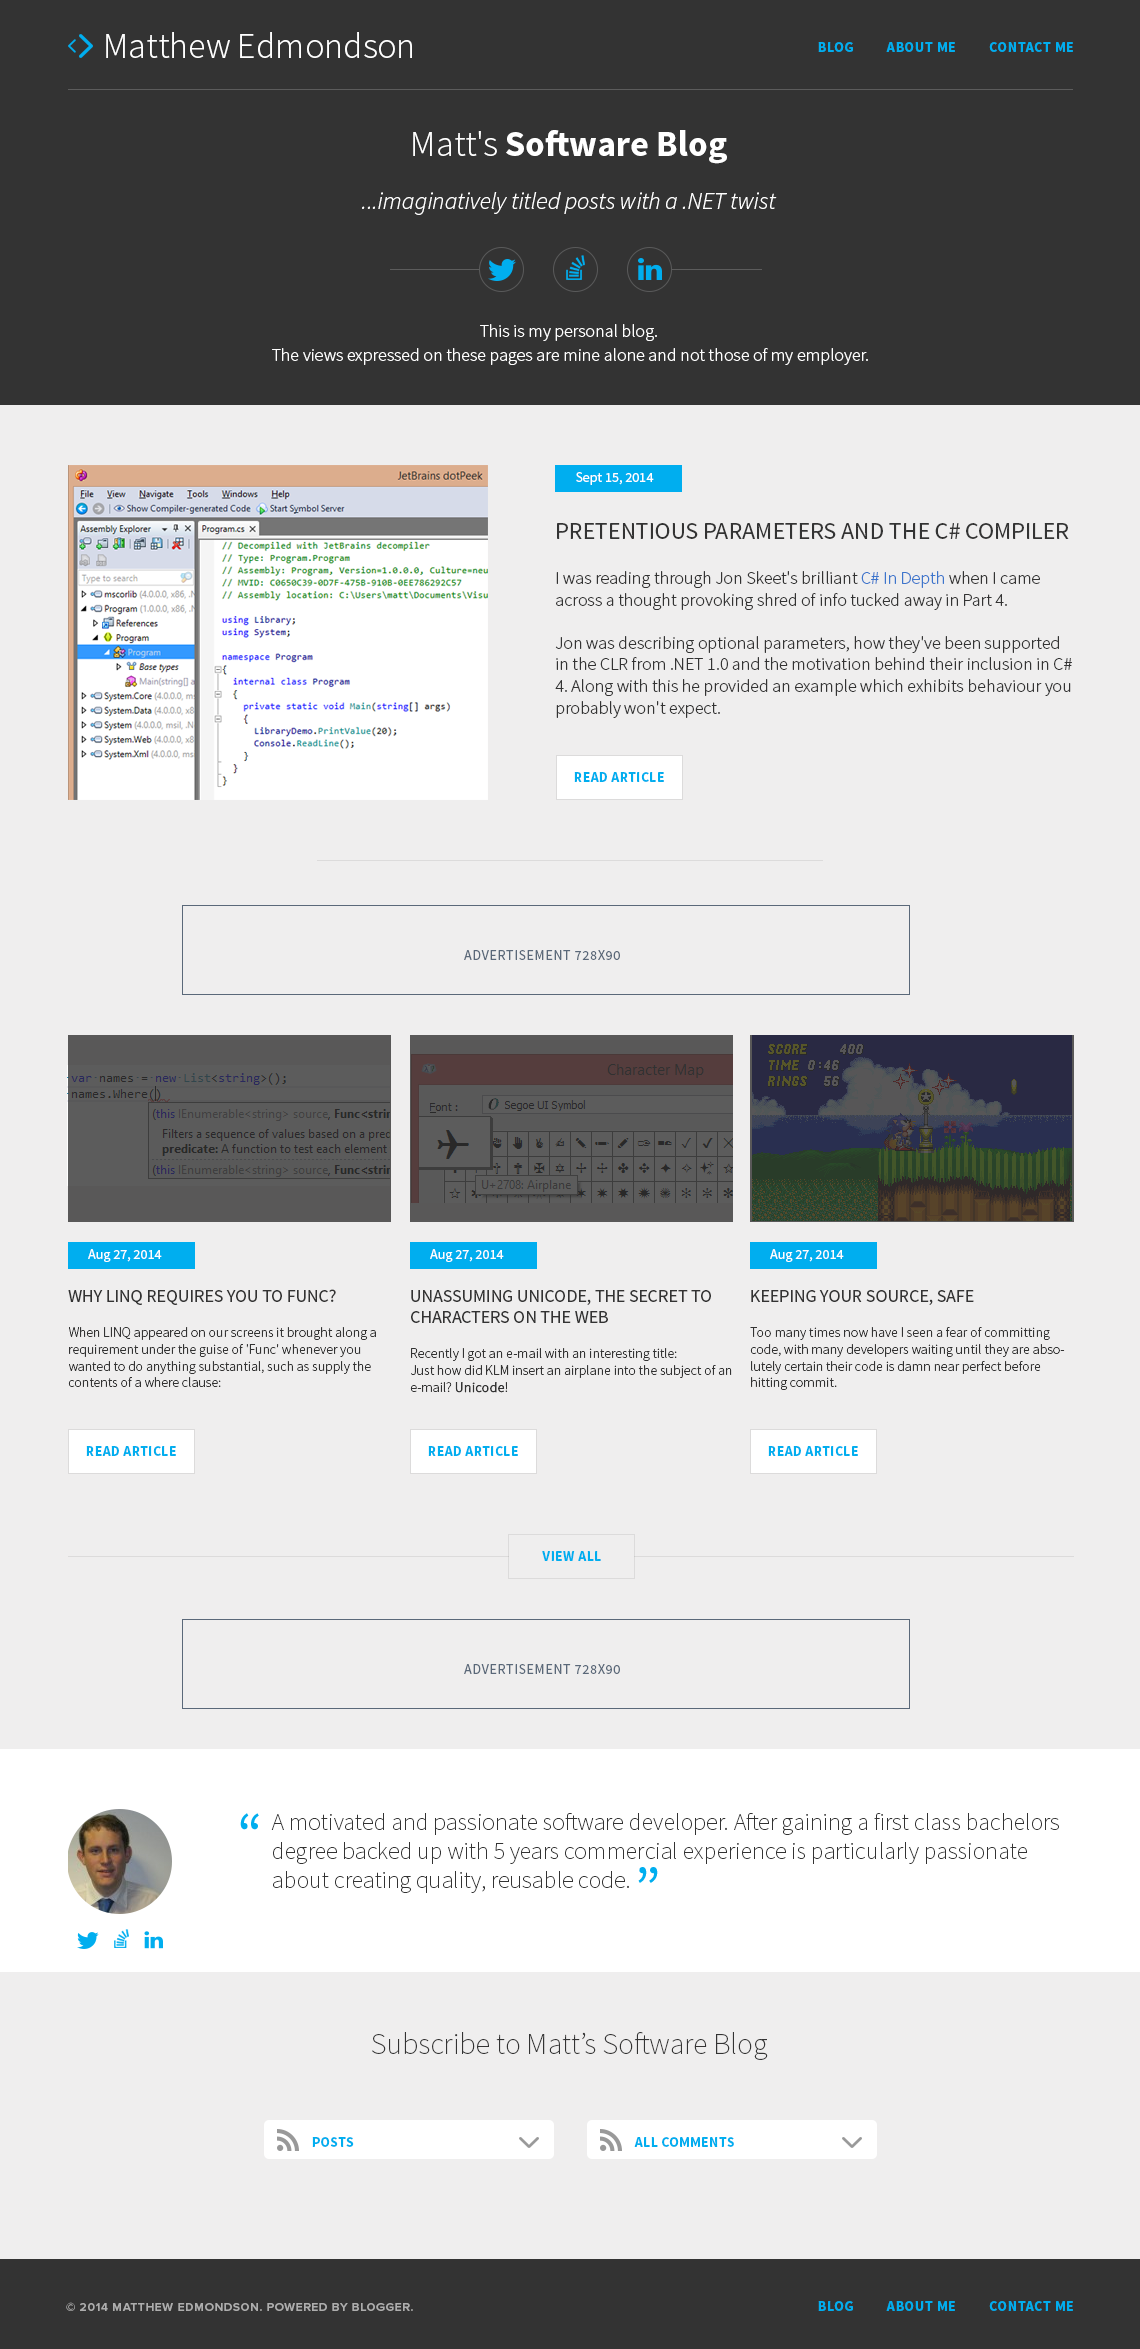 Matthew Edmondson
BLOG ABOUT ME CONTACT ME
Matt's Software Blog
...imaginatively titled posts with a .NET twist
in
This is my personal blog.
The views expressed on these pages are mine alone and not those of my employer.
JetBrains dotPeek
File View Navigate Tools Windows Help
Show Compiler-generated Code Start Symbol Server
Assembly Explorer
Type to search
mscorlib (4.0.0.0, x86,
Program (1.0.0.0, x86,
References
Program
Program
Base types
Main(string[] a
System.Core (4.0.0.0, m
System.Data (4.0.0.0, x
System (4.0.0.0, msil, .N
System.Web (4.0.0.0, x8
System.Xml (4.0.0.0, ms
Program.cs
// Decompiled with JetBrains decompiler
// Type: Program.Program
// Assembly: Program, Version=1.0.0.0, Culture=neu
// MVID: C0650C39-0D7F-475B-910B-0EE786292C57
// Assembly location: C:\Users\matt\Documents\Visu
using Library;
using System;
namespace Program
{
internal class Program
{
private static void Main(string[] args)
{
LibraryDemo.PrintValue(20);
Console.ReadLine();
}
}
}
Sept 15, 2014
PRETENTIOUS PARAMETERS AND THE C# COMPILER
I was reading through Jon Skeet's brilliant C# In Depth when I came
across a thought provoking shred of info tucked away in Part 4.
Jon was describing optional parameters, how they've been supported
in the CLR from .NET 1.0 and the motivation behind their inclusion in C#
4. Along with this he provided an example which exhibits behaviour you
probably won't expect.
READ ARTICLE
ADVERTISEMENT 728X90
var names = new List<string>();
names.Where()
(this IEnumerable<string> source, Func<strin
Filters a sequence of values based on a pred
predicate: A function to test each element
(this IEnumerable<string> source, Func<strin
Aug 27, 2014
WHY LINQ REQUIRES YOU TO FUNC?
When LINQ appeared on our screens it brought along a
requirement under the guise of 'Func' whenever you
wanted to do anything substantial, such as supply the
contents of a where clause:
READ ARTICLE
Character Map
Font : O Segoe UI Symbol
U+2708: Airplane
Aug 27, 2014
UNASSUMING UNICODE, THE SECRET TO
CHARACTERS ON THE WEB
Recently I got an e-mail with an interesting title:
Just how did KLM insert an airplane into the subject of an
e-mail? Unicode!
READ ARTICLE
SCORE 400
TIME 0:46
RINGS 56
Aug 27, 2014
KEEPING YOUR SOURCE, SAFE
Too many times now have I seen a fear of committing
code, with many developers waiting until they are abso-
lutely certain their code is damn near perfect before
hitting commit.
READ ARTICLE
VIEW ALL
ADVERTISEMENT 728X90
“ A motivated and passionate software developer. After gaining a first class bachelors
degree backed up with 5 years commercial experience is particularly passionate
about creating quality, reusable code. ”
in
Subscribe to Matt’s Software Blog
POSTS
ALL COMMENTS
© 2014 MATTHEW EDMONDSON. POWERED BY BLOGGER.
BLOG ABOUT ME CONTACT ME